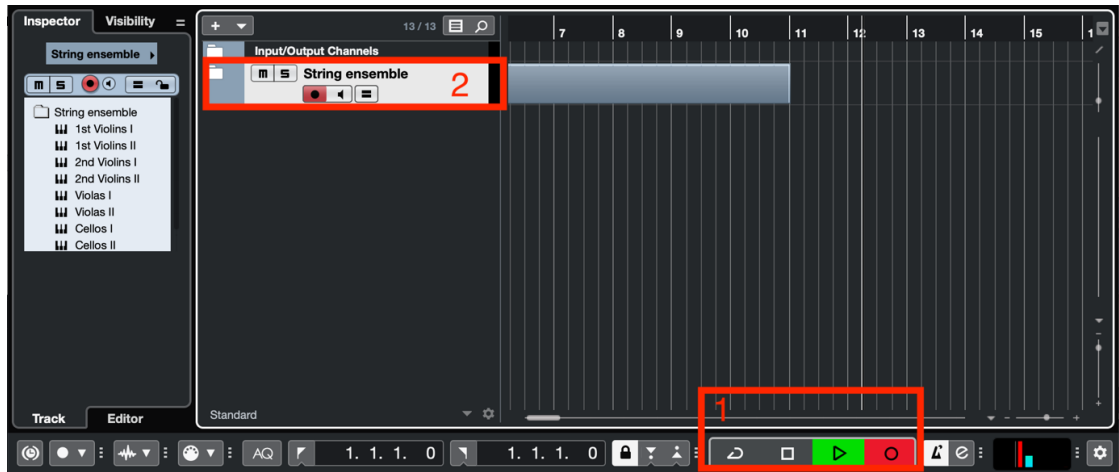 Inspector Visibility
String ensemble
m S
String ensemble
1st Violins I
1st Violins II
2nd Violins I
2nd Violins II
Violas I
Violas II
Cellos I
Cellos II
Track Editor
13 / 13
Input/Output Channels
m S String ensemble
2
Standard
7 8 9 10 11 12 13 14 15 1
1
AQ 1. 1. 1. 0 1. 1. 1. 0